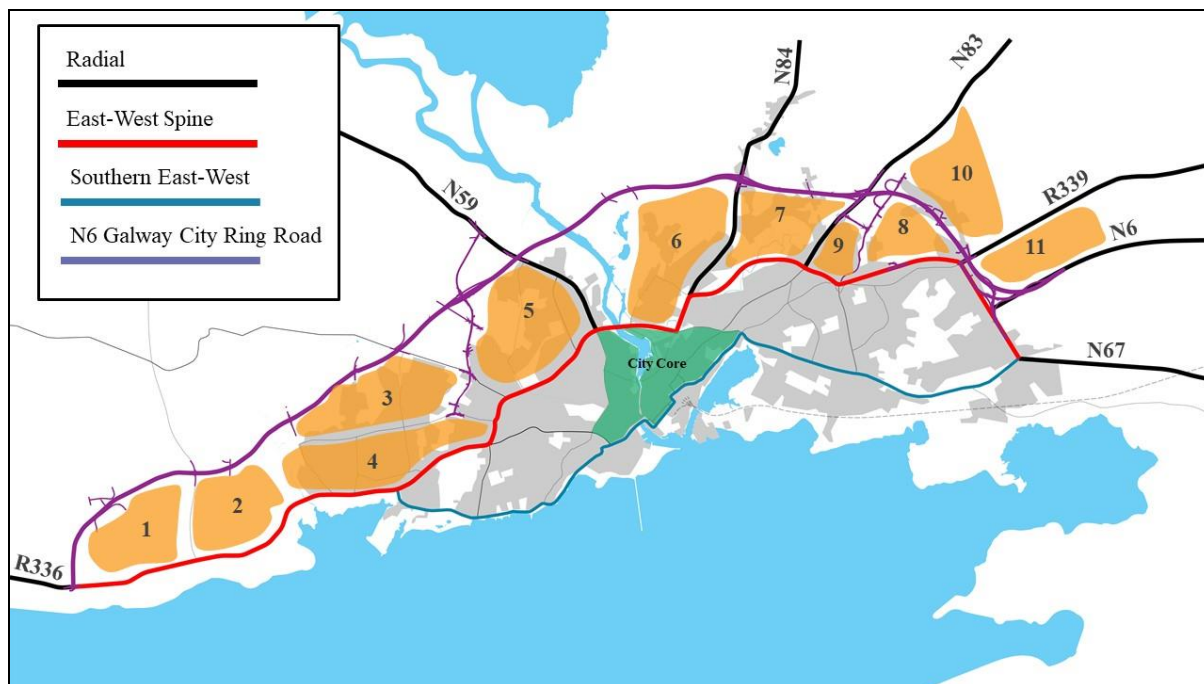 Radial
East-West Spine
Southern East-West
N6 Galway City Ring Road
N84
N83
N59
10
R339
6
7
8
9
11
N6
5
City Core
N67
3
4
2
1
R336